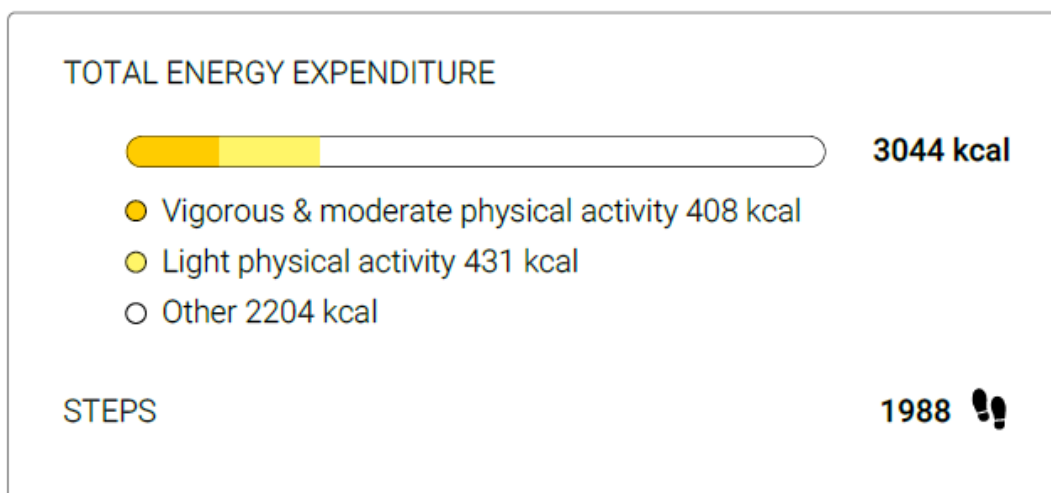 TOTAL ENERGY EXPENDITURE
3044 kcal
Vigorous & moderate physical activity 408 kcal
Light physical activity 431 kcal
Other 2204 kcal
STEPS 1988